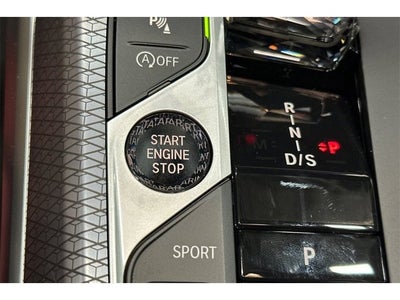 P
A OFF
START
ENGINE
STOP
SPORT
R
N
D/S
M
P
P